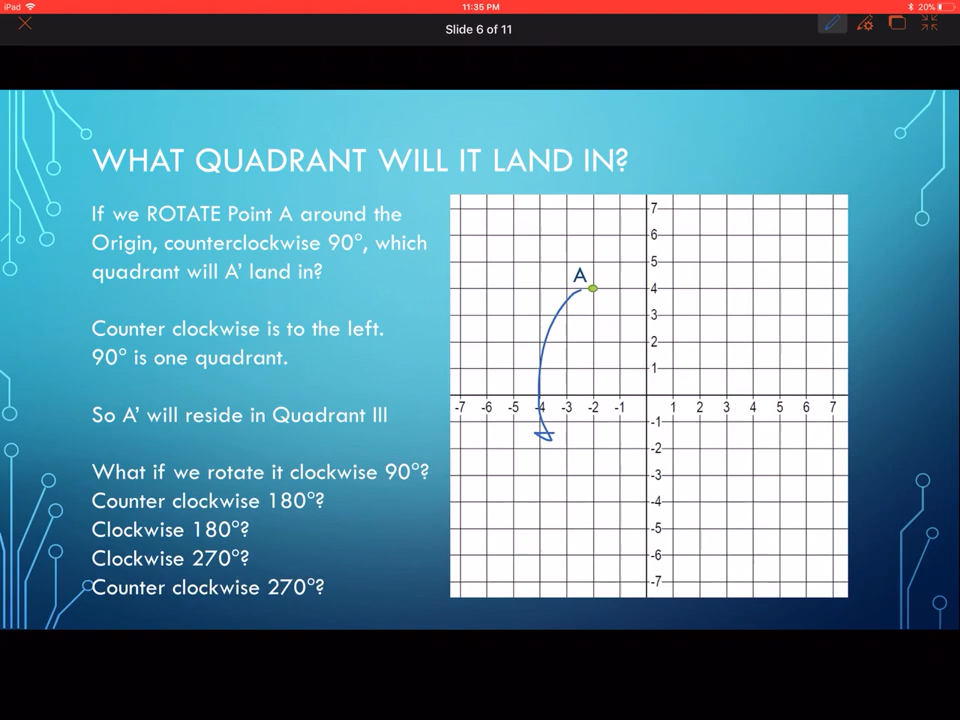 iPad
11:35 PM
20%
Slide 6 of 11
WHAT QUADRANT WILL IT LAND IN?
If we ROTATE Point A around the
Origin, counterclockwise 90°, which
quadrant will A’ land in?
Counter clockwise is to the left.
90° is one quadrant.
So A’ will reside in Quadrant III
What if we rotate it clockwise 90°?
Counter clockwise 180°?
Clockwise 180°?
Clockwise 270°?
Counter clockwise 270°?
A
7
6
5
4
3
2
1
-7 -6 -5 -4 -3 -2 -1 1 2 3 4 5 6 7
-1
-2
-3
-4
-5
-6
-7